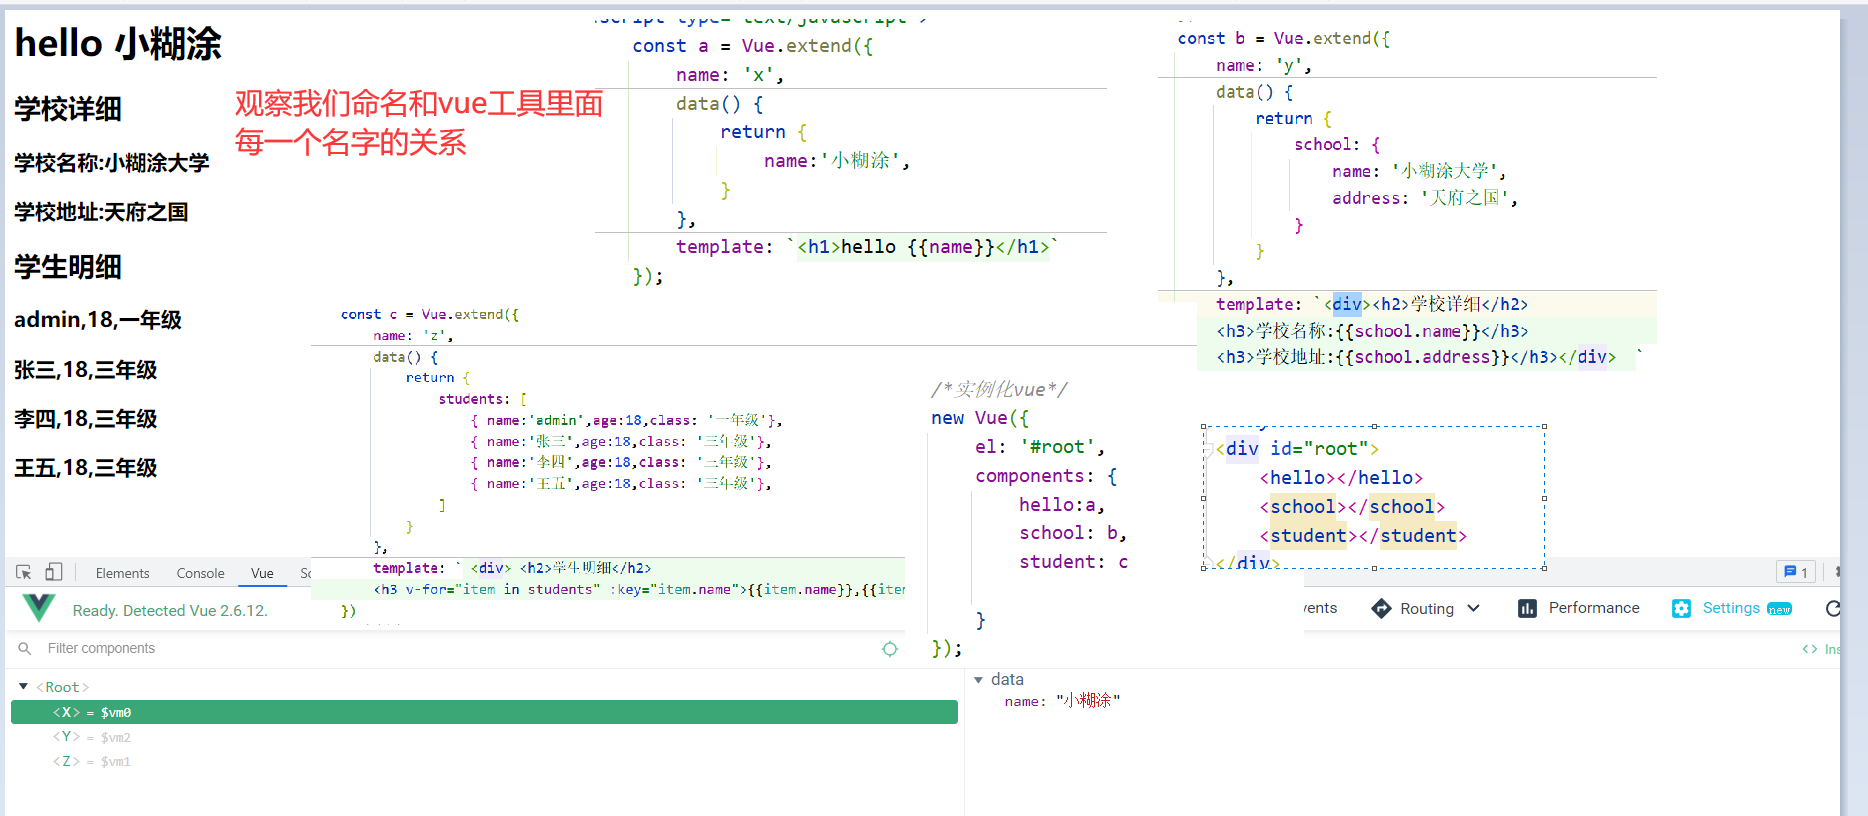 hello 小糊涂
学校详细
学校名称:小糊涂大学
学校地址:天府之国
学生明细
admin,18,一年级
张三,18,三年级
李四,18,三年级
王五,18,三年级
观察我们命名和vue工具里面
每一个名字的关系
script type="text/javascript">
const a = Vue.extend({
name: 'x',
data() {
return {
name:'小糊涂',
}
},
template: `<h1>hello {{name}}</h1>`
});
const b = Vue.extend({
name: 'y',
data() {
return {
school: {
name: '小糊涂大学',
address: '天府之国',
}
}
},
template: `<div><h2>学校详细</h2>
<h3>学校名称:{{school.name}}</h3>
<h3>学校地址:{{school.address}}</h3></div> `
const c = Vue.extend({
name: 'z',
data() {
return {
students: [
{ name:'admin',age:18,class: '一年级'},
{ name:'张三',age:18,class: '三年级'},
{ name:'李四',age:18,class: '三年级'},
{ name:'王五',age:18,class: '三年级'},
]
}
},
template: ` <div> <h2>学生明细</h2>
<h3 v-for="item in students" :key="item.name">{{item.name}},{{iter
})
/*实例化vue*/
new Vue({
el: '#root',
components: {
hello:a,
school: b,
student: c
}
});
<div id="root">
<hello></hello>
<school></school>
<student></student>
</div>
Elements Console Vue Sc
1
Ready. Detected Vue 2.6.12.
vents Routing Performance Settings new
Filter components
<> Ins
<Root>
<X> = $vm0
<Y> = $vm2
<Z> = $vm1
data
name: "小糊涂"